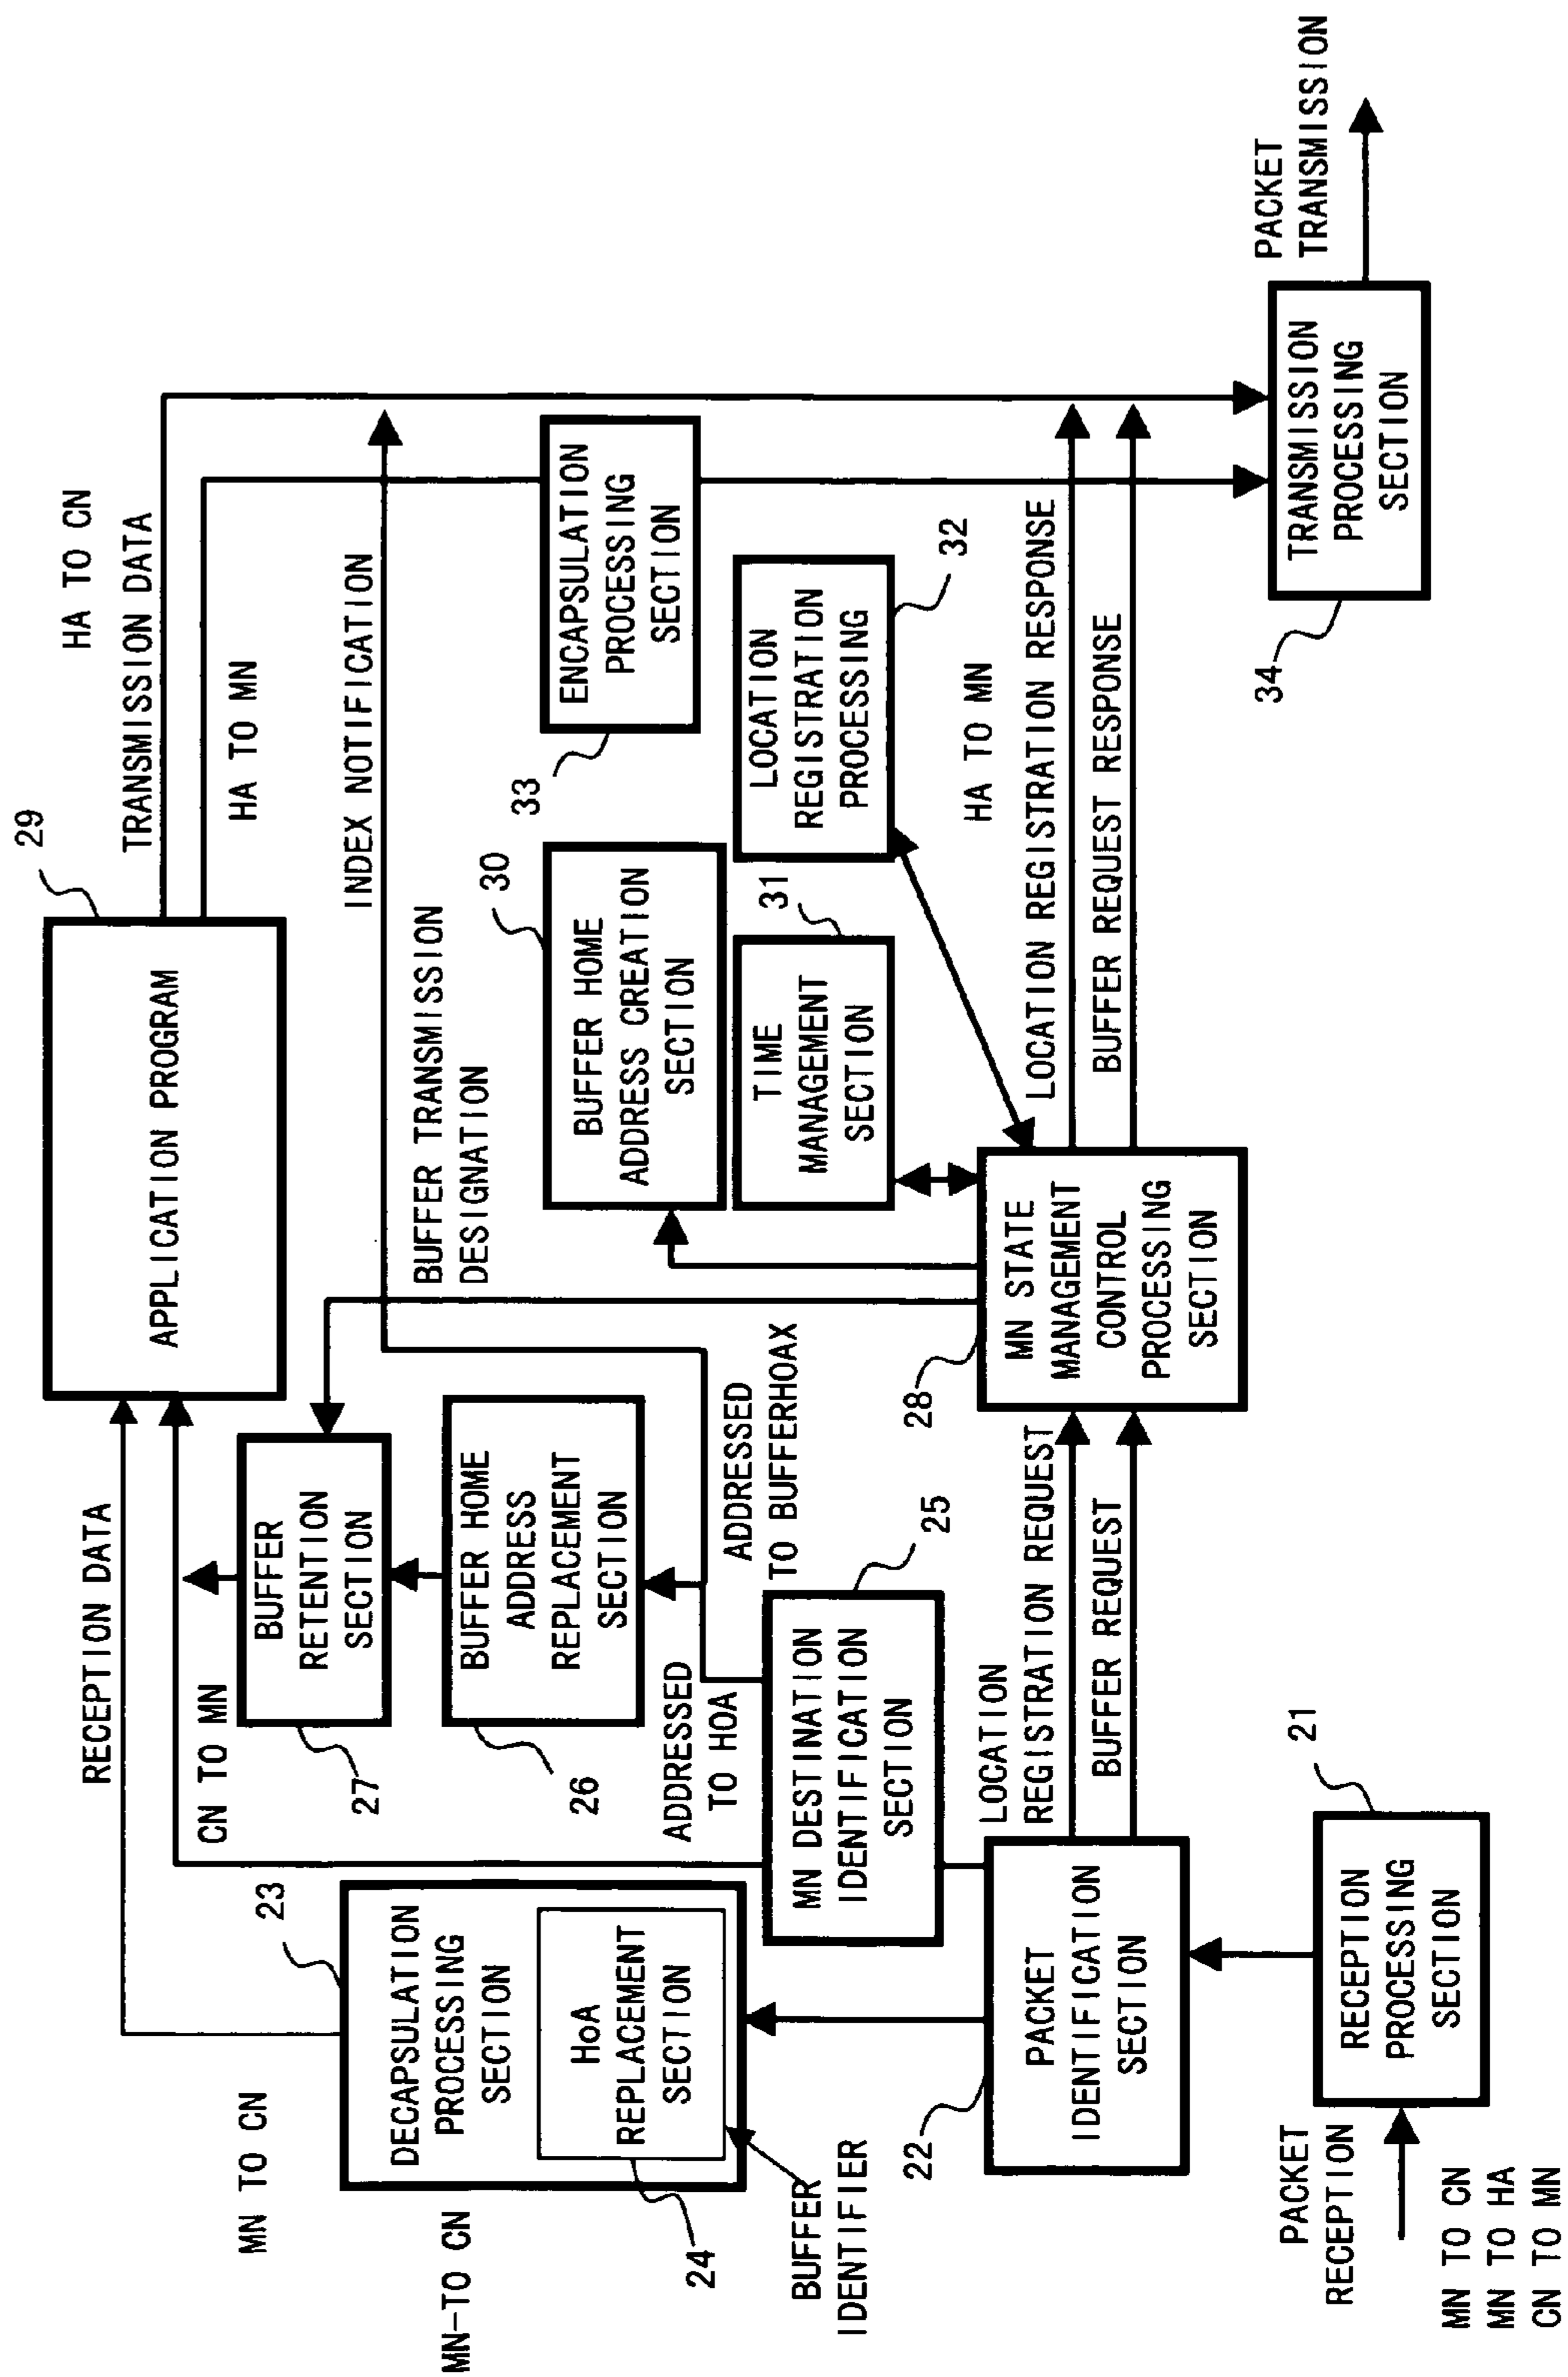 29
APPLICATION PROGRAM
HA TO CN
TRANSMISSION DATA
HA TO MN
INDEX NOTIFICATION
RECEPTION DATA
CN TO MN
MN TO CN
MN-TO CN
23
DECAPSULATION
PROCESSING
SECTION
HoA
REPLACEMENT
SECTION
24
BUFFER
IDENTIFIER
BUFFER
RETENTION
SECTION
27
BUFFER HOME
ADDRESS
REPLACEMENT
SECTION
26
ADDRESSED
TO HOA
ADDRESSED
TO BUFFERHOAX
BUFFER TRANSMISSION
DESIGNATION
MN DESTINATION
IDENTIFICATION
SECTION
25
30
BUFFER HOME
ADDRESS CREATION
SECTION
31
TIME
MANAGEMENT
SECTION
32
LOCATION
REGISTRATION
PROCESSING
33
ENCAPSULATION
PROCESSING
SECTION
LOCATION
REGISTRATION REQUEST
BUFFER REQUEST
28
MN STATE
MANAGEMENT
CONTROL
PROCESSING
SECTION
HA TO MN
LOCATION REGISTRATION RESPONSE
BUFFER REQUEST RESPONSE
22
PACKET
IDENTIFICATION
SECTION
21
RECEPTION
PROCESSING
SECTION
PACKET
RECEPTION
MN TO CN
MN TO HA
CN TO MN
34
TRANSMISSION
PROCESSING
SECTION
PACKET
TRANSMISSION